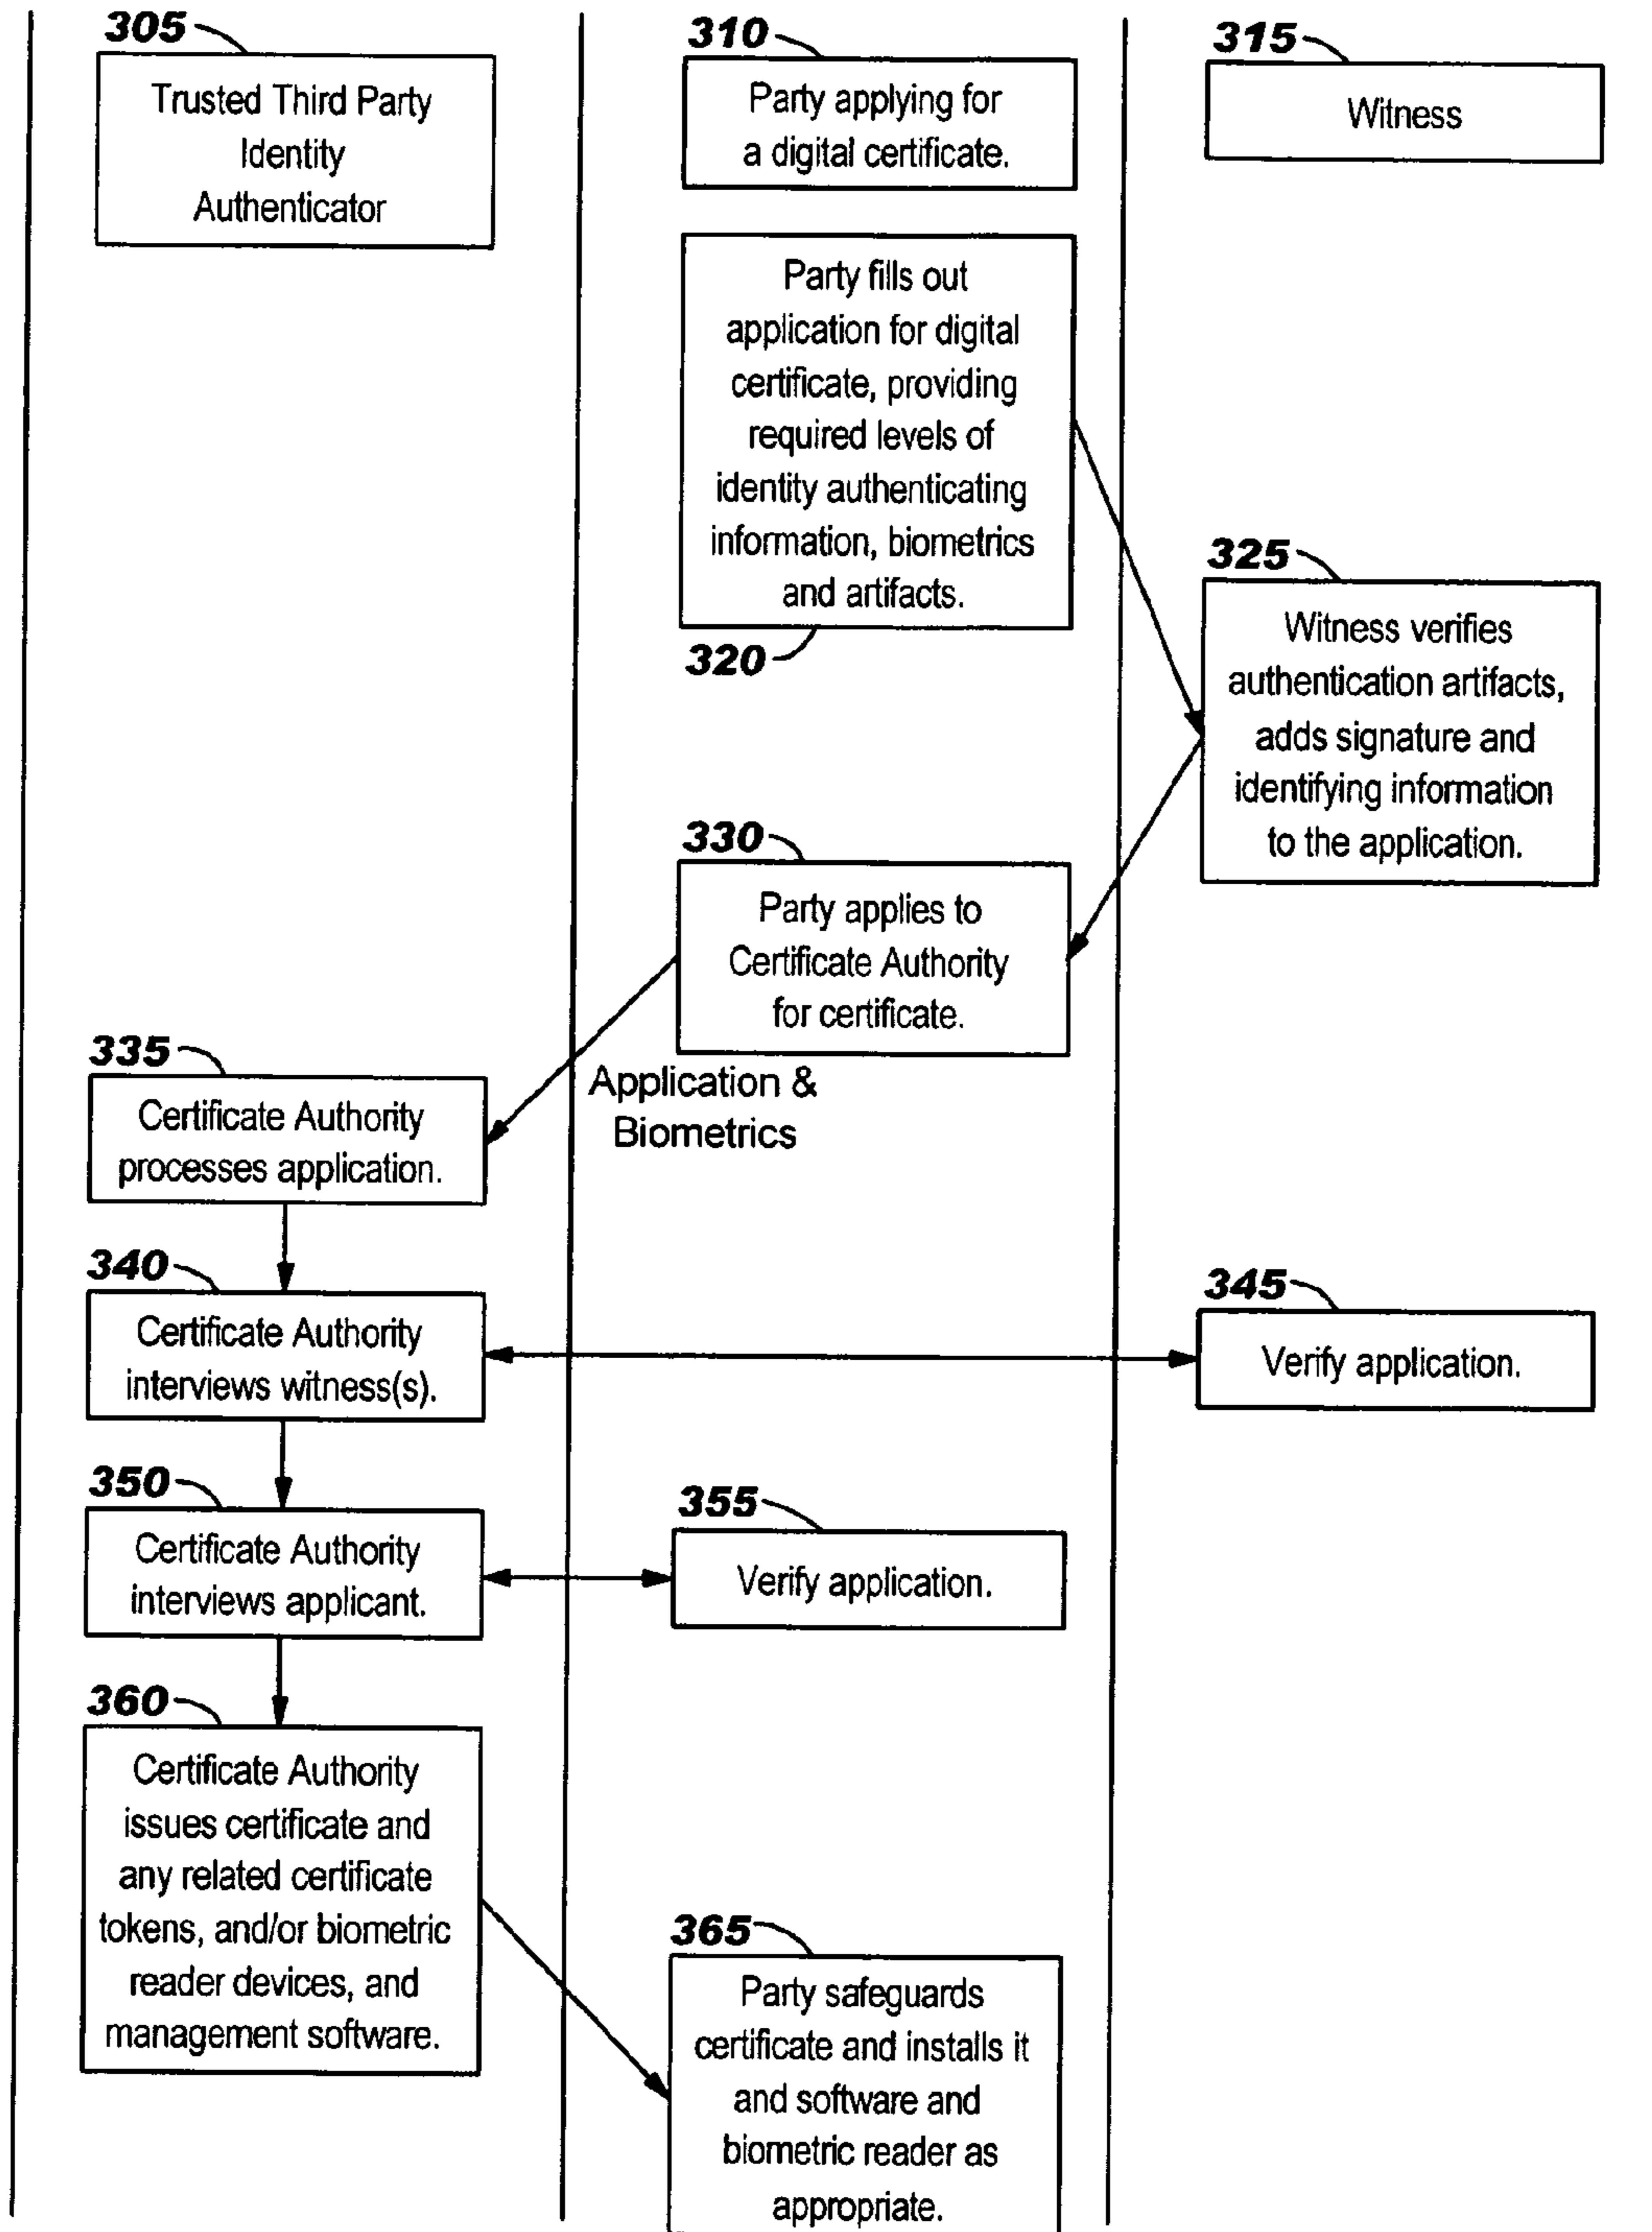 305
Trusted Third Party
Identity
Authenticator
310
Party applying for
a digital certificate.
315
Witness
Party fills out
application for digital
certificate, providing
required levels of
identity authenticating
information, biometrics
and artifacts.
320
325
Witness verifies
authentication artifacts,
adds signature and
identifying information
to the application.
330
Party applies to
Certificate Authority
for certificate.
Application &
Biometrics
335
Certificate Authority
processes application.
340
Certificate Authority
interviews witness(s).
345
Verify application.
350
Certificate Authority
interviews applicant.
355
Verify application.
360
Certificate Authority
issues certificate and
any related certificate
tokens, and/or biometric
reader devices, and
management software.
365
Party safeguards
certificate and installs it
and software and
biometric reader as
appropriate.